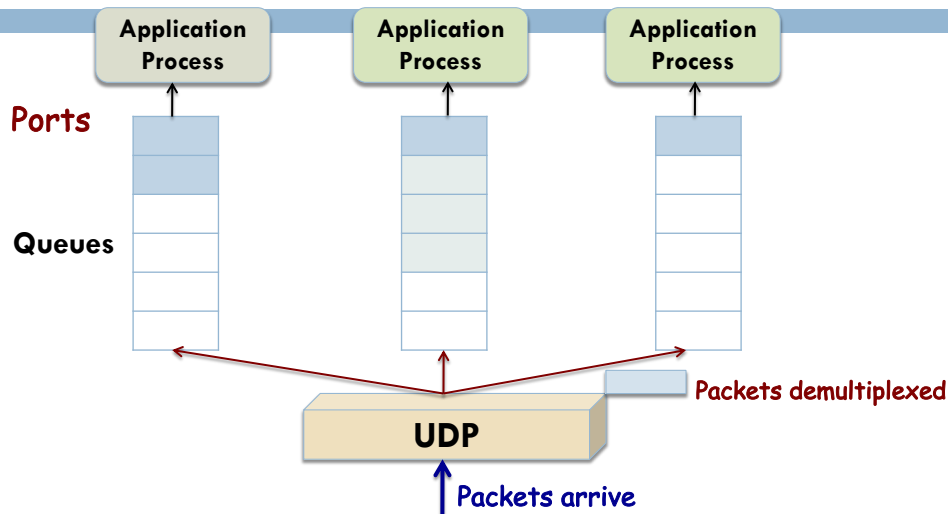 Application
Process
Application
Process
Application
Process
Ports
Queues
Packets demultiplexed
UDP
Packets arrive